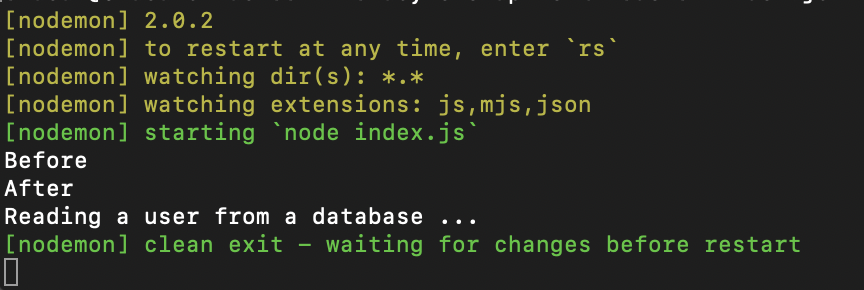 [nodemon] 2.0.2
[nodemon] to restart at any time, enter `rs`
[nodemon] watching dir(s): *.*
[nodemon] watching extensions: js,mjs,json
[nodemon] starting `node index.js`
Before
After
Reading a user from a database ...
[nodemon] clean exit – waiting for changes before restart